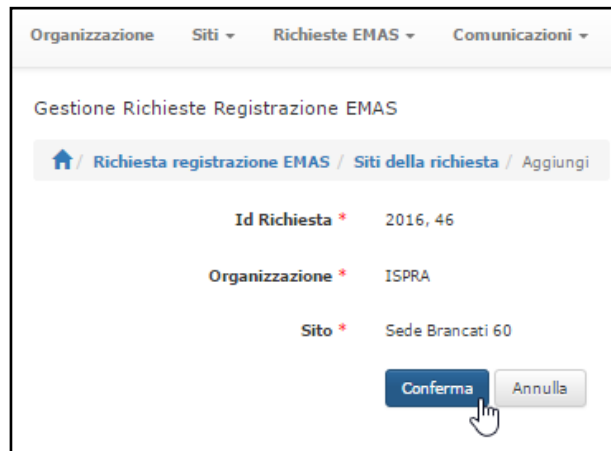 Organizzazione Siti Richieste EMAS Comunicazioni
Gestione Richieste Registrazione EMAS
/ Richiesta registrazione EMAS / Siti della richiesta / Aggiungi
Id Richiesta * 2016, 46
Organizzazione * ISPRA
Sito * Sede Brancati 60
Conferma Annulla